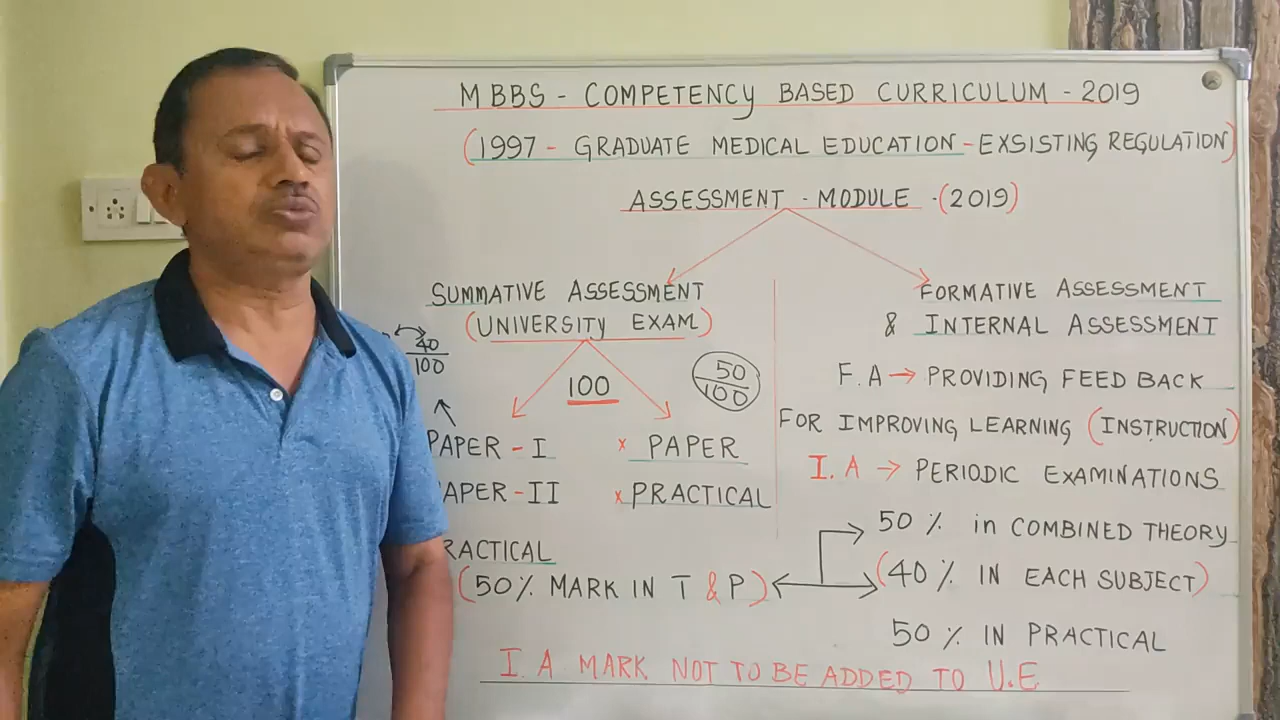 MBBS - COMPETENCY BASED CURRICULUM - 2019
(1997 - GRADUATE MEDICAL EDUCATION - EXSISTING REGULATION)
ASSESSMENT - MODULE - (2019)
SUMMATIVE ASSESSMENT
(UNIVERSITY EXAM)
40
100
100
50
100
PAPER - I × PAPER
APER - II × PRACTICAL
RACTICAL
(50 % MARK IN T & P)
FORMATIVE ASSESSMENT
& INTERNAL ASSESSMENT
F. A → PROVIDING FEED BACK
FOR IMPROVING LEARNING (INSTRUCTION)
I. A → PERIODIC EXAMINATIONS
50 % in COMBINED THEORY
(40 % IN EACH SUBJECT)
50 % IN PRACTICAL
I. A MARK NOT TO BE ADDED TO U.E